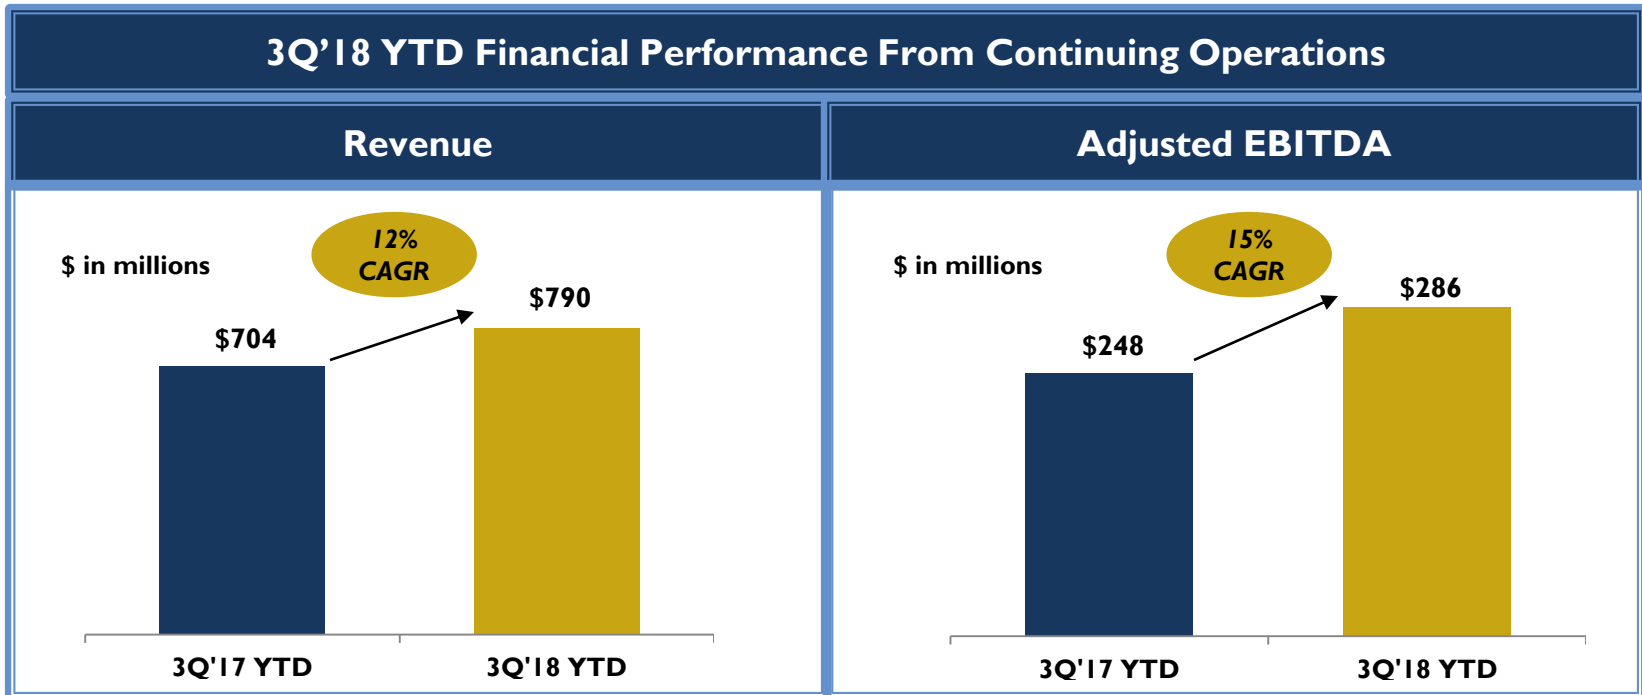 3Q’18 YTD Financial Performance From Continuing Operations
Revenue
$ in millions
12%
CAGR
$704
$790
3Q'17 YTD
3Q'18 YTD
Adjusted EBITDA
$ in millions
15%
CAGR
$248
$286
3Q'17 YTD
3Q'18 YTD